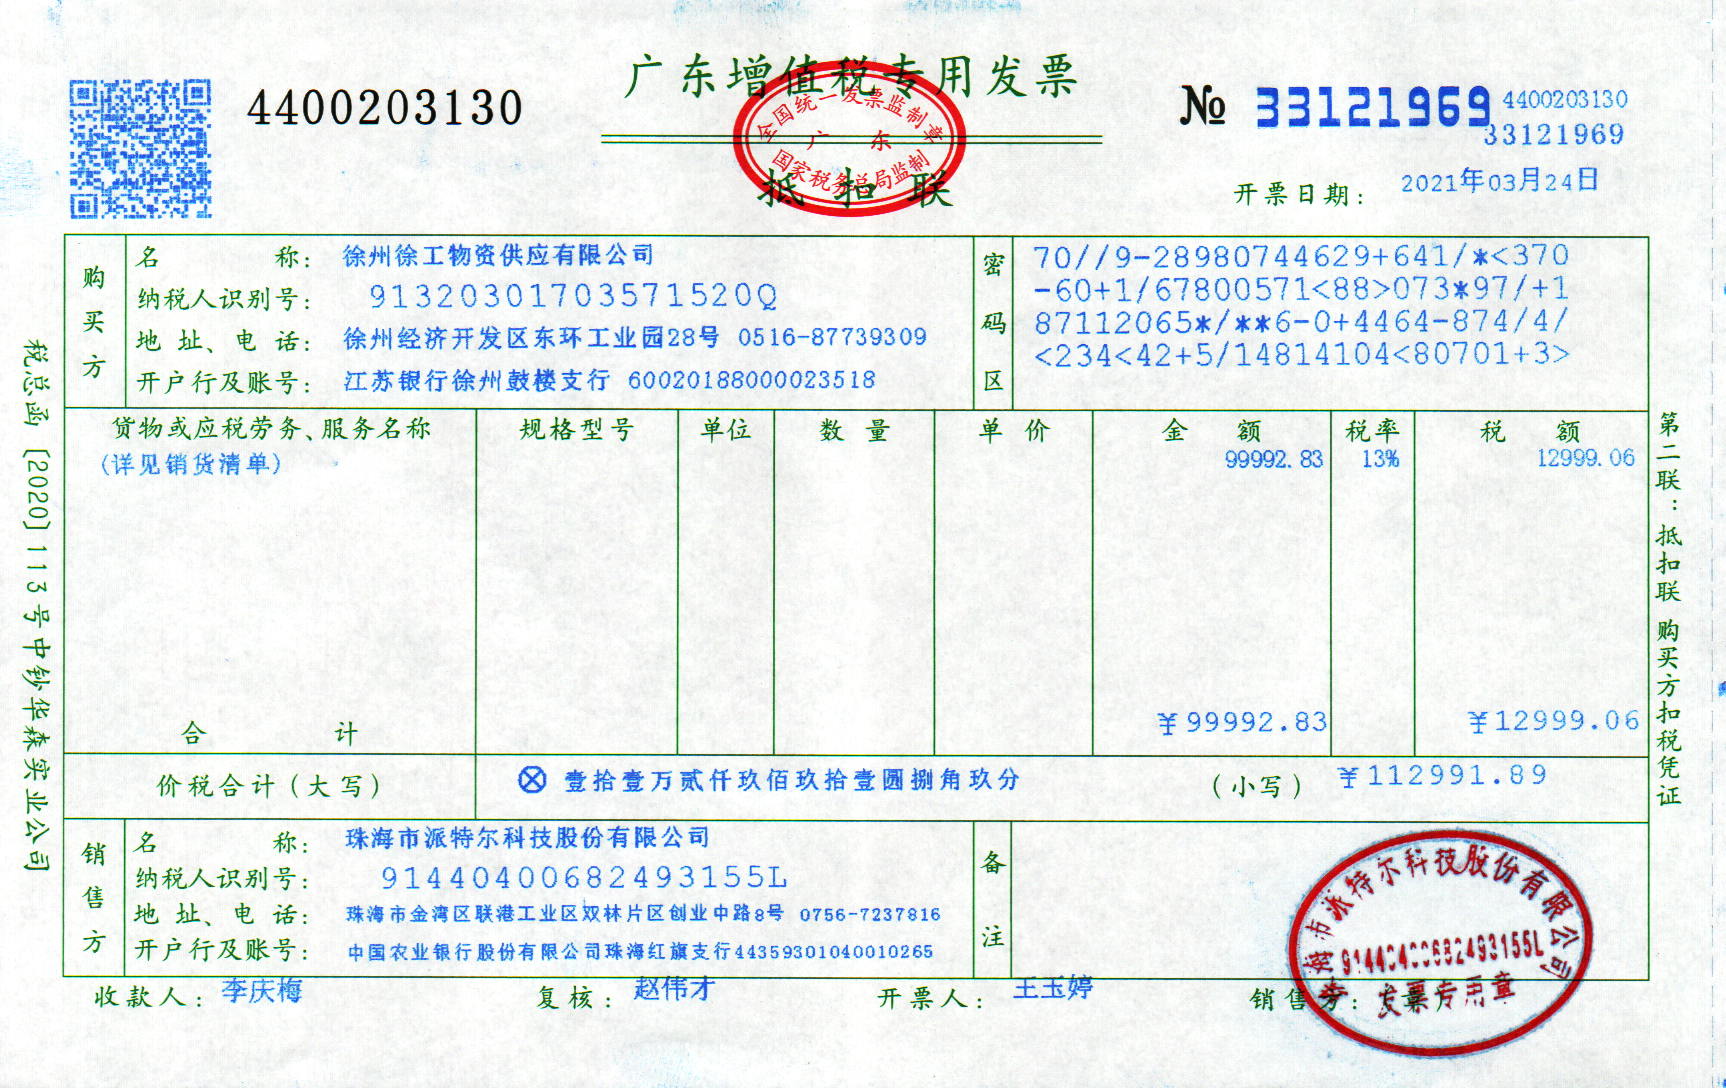 广东增值税专用发票
4400203130
全国统一发票监制章
广 东
国家税务总局监制
抵扣联
№ 33121969
4400203130
33121969
开票日期: 2021年03月24日
购买方
名 称: 徐州徐工物资供应有限公司
纳税人识别号: 91320301703571520Q
地 址、电 话: 徐州经济开发区东环工业园28号 0516-87739309
开户行及账号: 江苏银行徐州鼓楼支行 60020188000023518
密码区
70//9-28980744629+641/*<370
-60+1/67800571<88>073*97/+1
87112065*/**6-0+4464-874/4/
<234<42+5/14814104<80701+3>
货物或应税劳务、服务名称 规格型号 单位 数 量 单 价 金 额 税率 税 额
(详见销货清单) 99992.83 13% 12999.06
合 计 ¥99992.83 ¥12999.06
价税合计(大写) ⊗ 壹拾壹万贰仟玖佰玖拾壹圆捌角玖分 (小写) ¥112991.89
销售方
名 称: 珠海市派特尔科技股份有限公司
纳税人识别号: 91440400682493155L
地 址、电 话: 珠海市金湾区联港工业区双林片区创业中路8号 0756-7237816
开户行及账号: 中国农业银行股份有限公司珠海红旗支行44359301040010265
备注
珠海市派特尔科技股份有限公司
91440400682493155L
发票专用章
收款人: 李庆梅 复核: 赵伟才 开票人: 王玉婷 销售方:
税总函 [2020] 113号中钞华森实业公司
第二联: 抵扣联 购买方扣税凭证